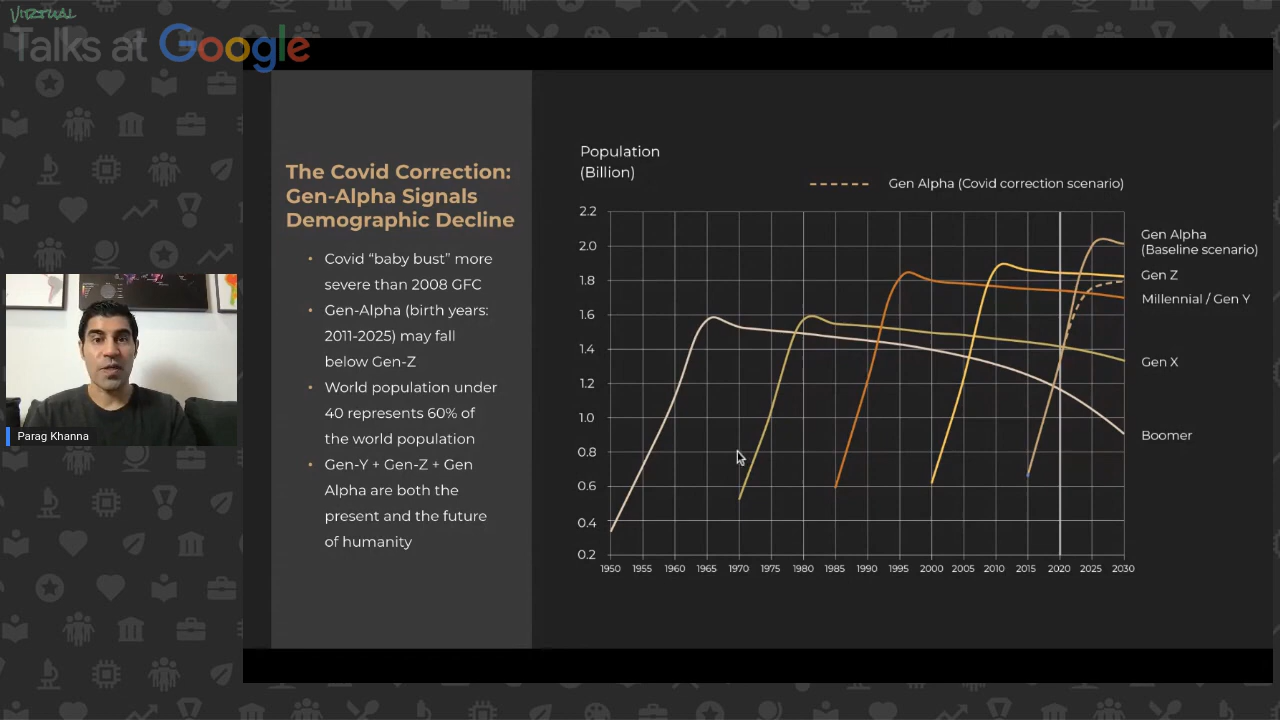 VIRTUAL
Talks at Google
The Covid Correction:
Gen-Alpha Signals
Demographic Decline
• Covid “baby bust” more
severe than 2008 GFC
• Gen-Alpha (birth years:
2011-2025) may fall
below Gen-Z
• World population under
40 represents 60% of
the world population
• Gen-Y + Gen-Z + Gen
Alpha are both the
present and the future
of humanity
Parag Khanna
Population
(Billion)
Gen Alpha (Covid correction scenario)
2.2
2.0
1.8
1.6
1.4
1.2
1.0
0.8
0.6
0.4
0.2
1950 1955 1960 1965 1970 1975 1980 1985 1990 1995 2000 2005 2010 2015 2020 2025 2030
Gen Alpha
(Baseline scenario)
Gen Z
Millennial / Gen Y
Gen X
Boomer